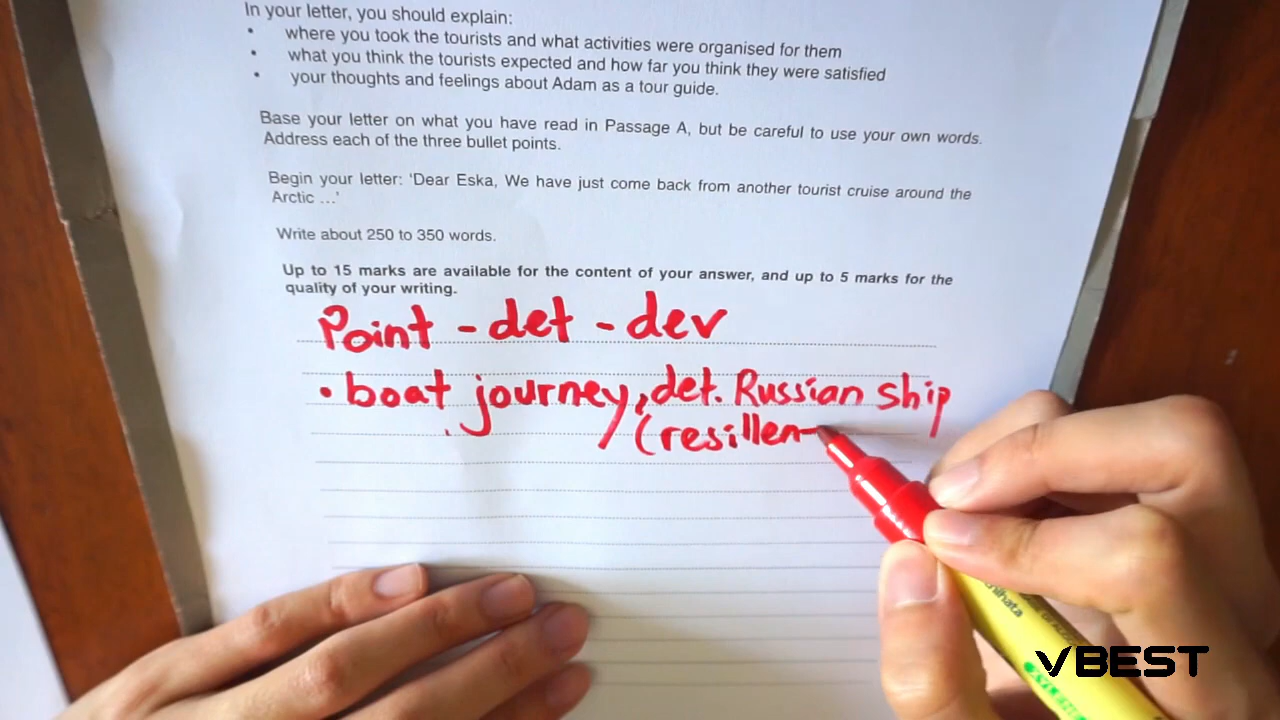 In your letter, you should explain:
• where you took the tourists and what activities were organised for them
• what you think the tourists expected and how far you think they were satisfied
• your thoughts and feelings about Adam as a tour guide.
Base your letter on what you have read in Passage A, but be careful to use your own words.
Address each of the three bullet points.
Begin your letter: ‘Dear Eska, We have just come back from another tourist cruise around the
Arctic …’
Write about 250 to 350 words.
Up to 15 marks are available for the content of your answer, and up to 5 marks for the
quality of your writing.
Point - det - dev
• boat journey, det. Russian ship
(resillen
VBEST